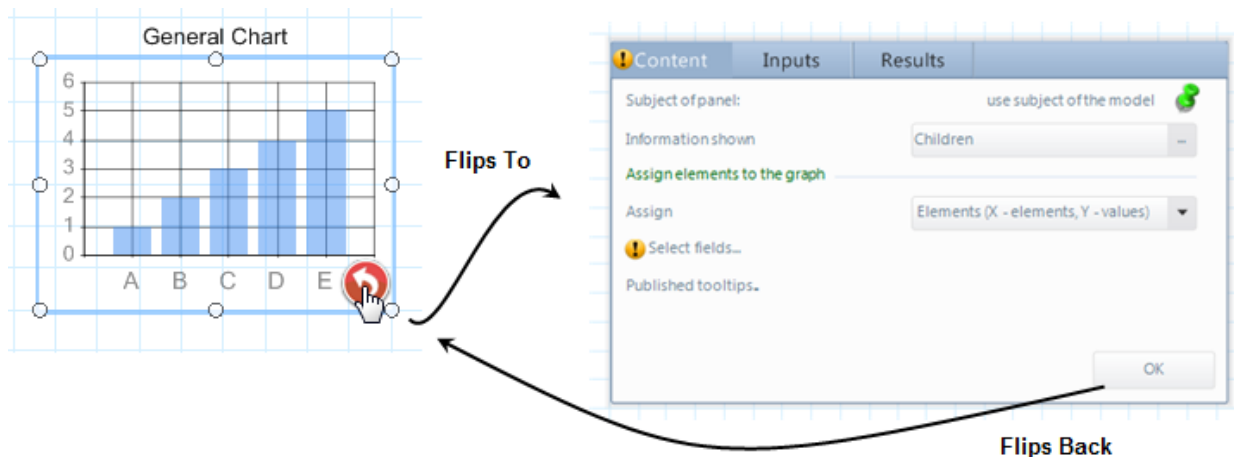 General Chart
6
5
4
3
2
1
0
A B C D E
Flips To
Content Inputs Results
Subject of panel: use subject of the model
Information shown Children ...
Assign elements to the graph
Assign Elements (X - elements, Y - values)
Select fields...
Published tooltips..
OK
Flips Back